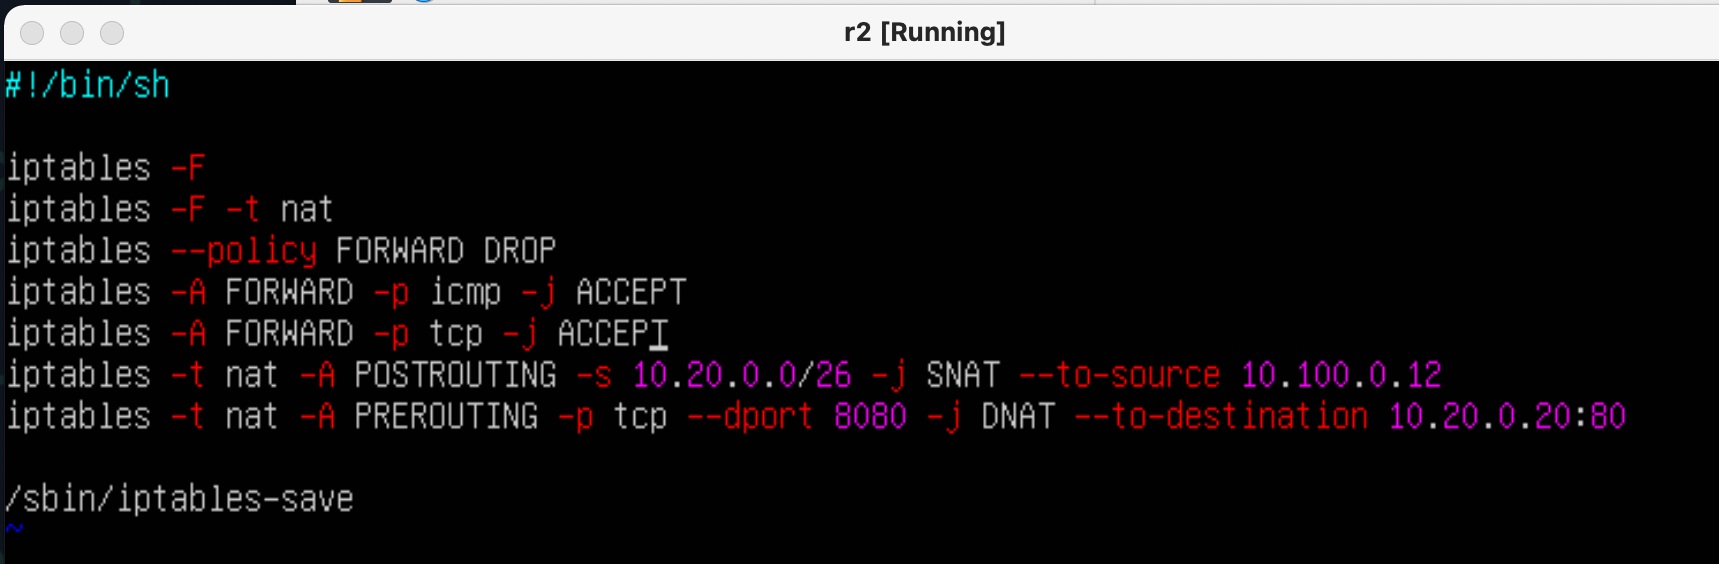 r2 [Running]
#!/bin/sh
iptables -F
iptables -F -t nat
iptables --policy FORWARD DROP
iptables -A FORWARD -p icmp -j ACCEPT
iptables -A FORWARD -p tcp -j ACCEPT
iptables -t nat -A POSTROUTING -s 10.20.0.0/26 -j SNAT --to-source 10.100.0.12
iptables -t nat -A PREROUTING -p tcp --dport 8080 -j DNAT --to-destination 10.20.0.20:80
/sbin/iptables-save
~